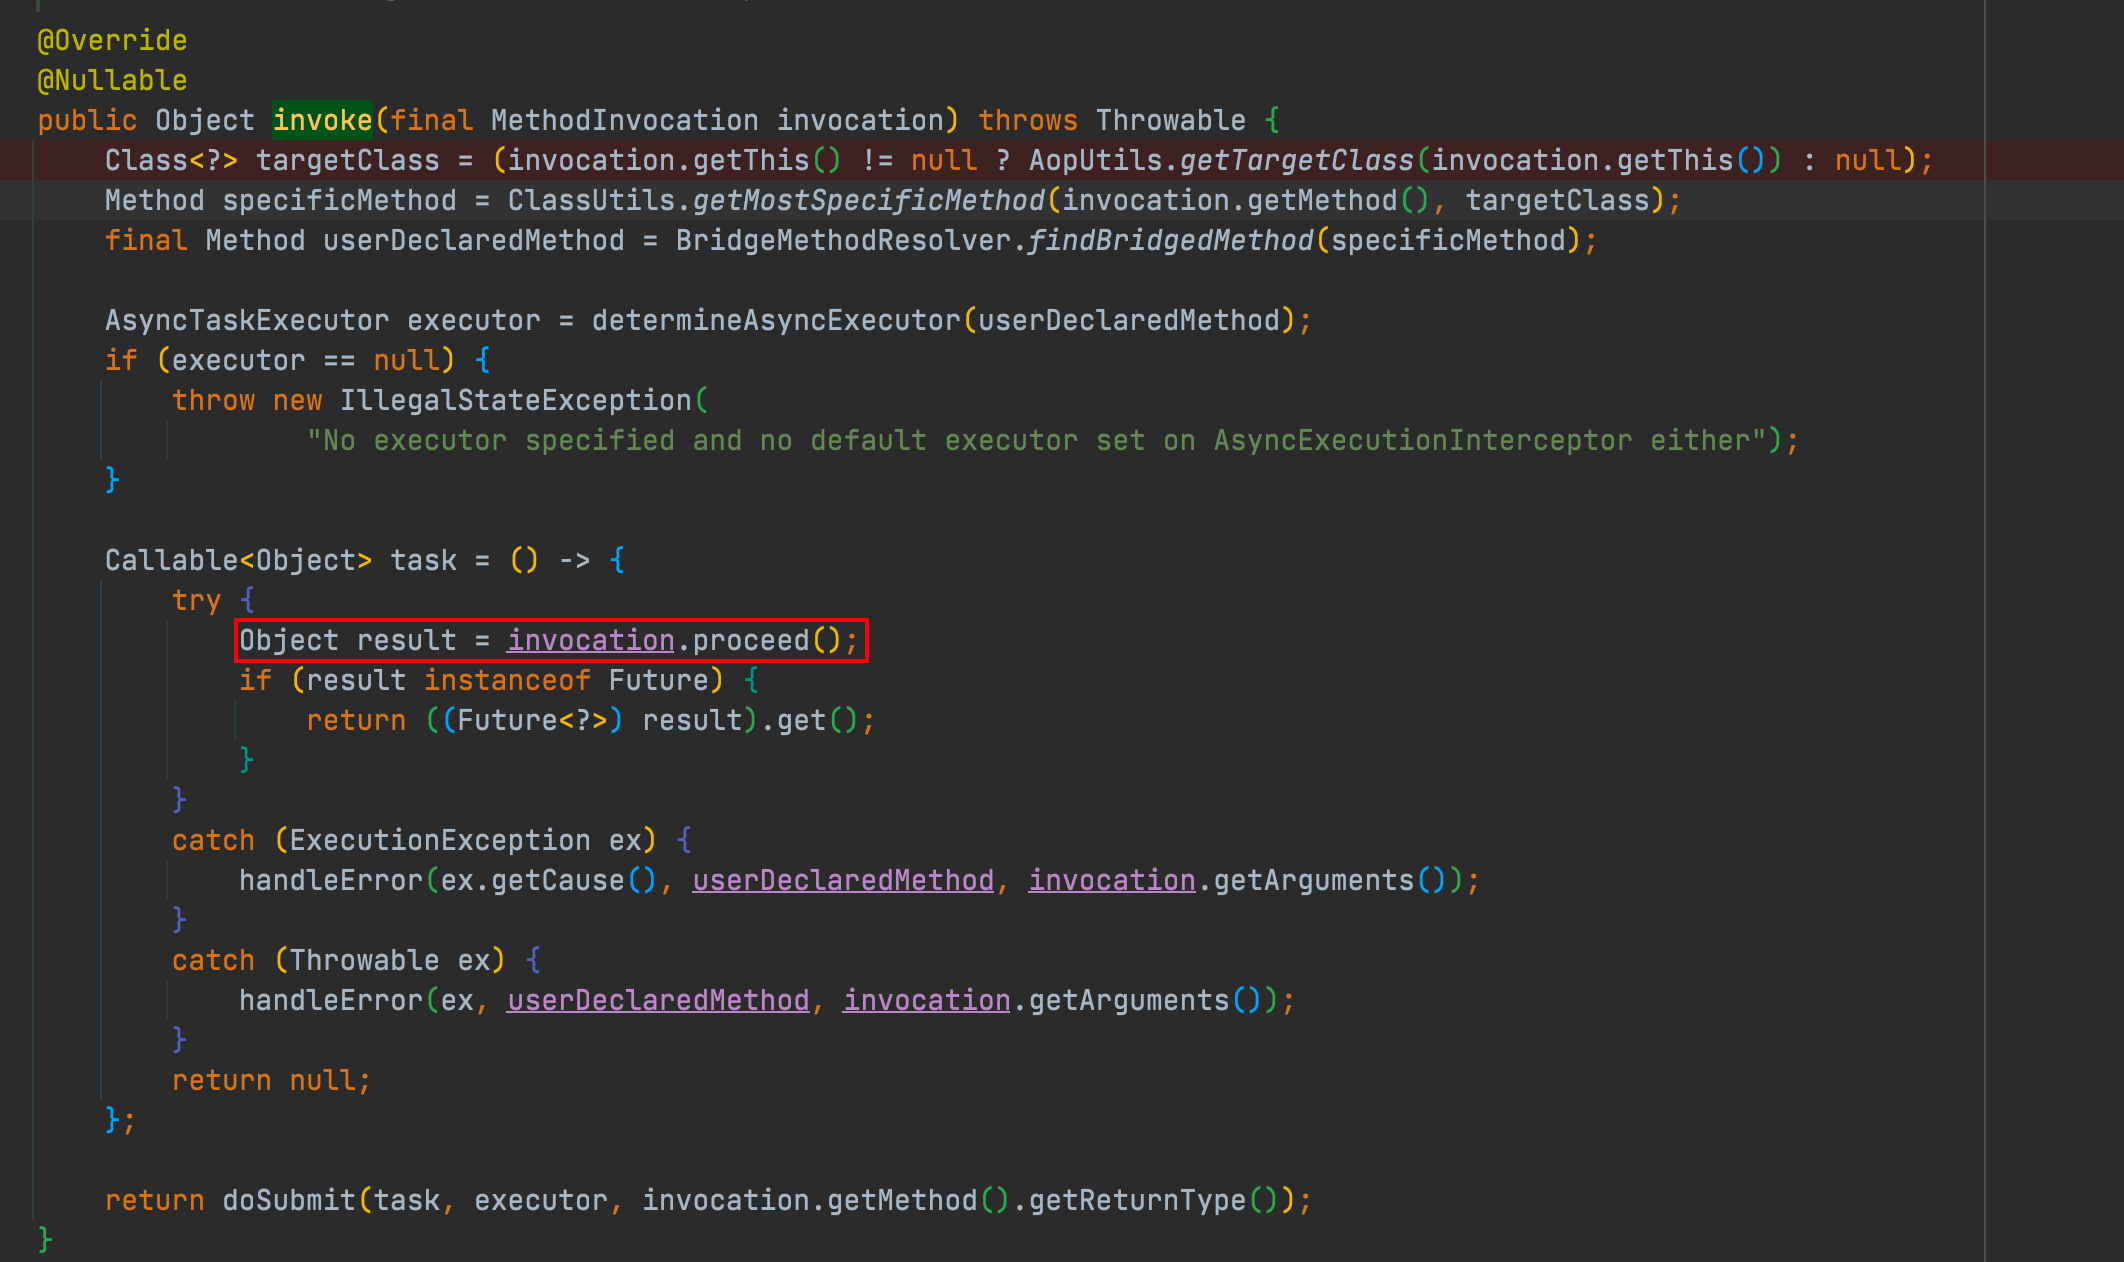 @Override
@Nullable
public Object invoke(final MethodInvocation invocation) throws Throwable {
Class<?> targetClass = (invocation.getThis() != null ? AopUtils.getTargetClass(invocation.getThis()) : null);
Method specificMethod = ClassUtils.getMostSpecificMethod(invocation.getMethod(), targetClass);
final Method userDeclaredMethod = BridgeMethodResolver.findBridgedMethod(specificMethod);
AsyncTaskExecutor executor = determineAsyncExecutor(userDeclaredMethod);
if (executor == null) {
throw new IllegalStateException(
"No executor specified and no default executor set on AsyncExecutionInterceptor either");
}
Callable<Object> task = () -> {
try {
Object result = invocation.proceed();
if (result instanceof Future) {
return ((Future<?>) result).get();
}
}
catch (ExecutionException ex) {
handleError(ex.getCause(), userDeclaredMethod, invocation.getArguments());
}
catch (Throwable ex) {
handleError(ex, userDeclaredMethod, invocation.getArguments());
}
return null;
};
return doSubmit(task, executor, invocation.getMethod().getReturnType());
}